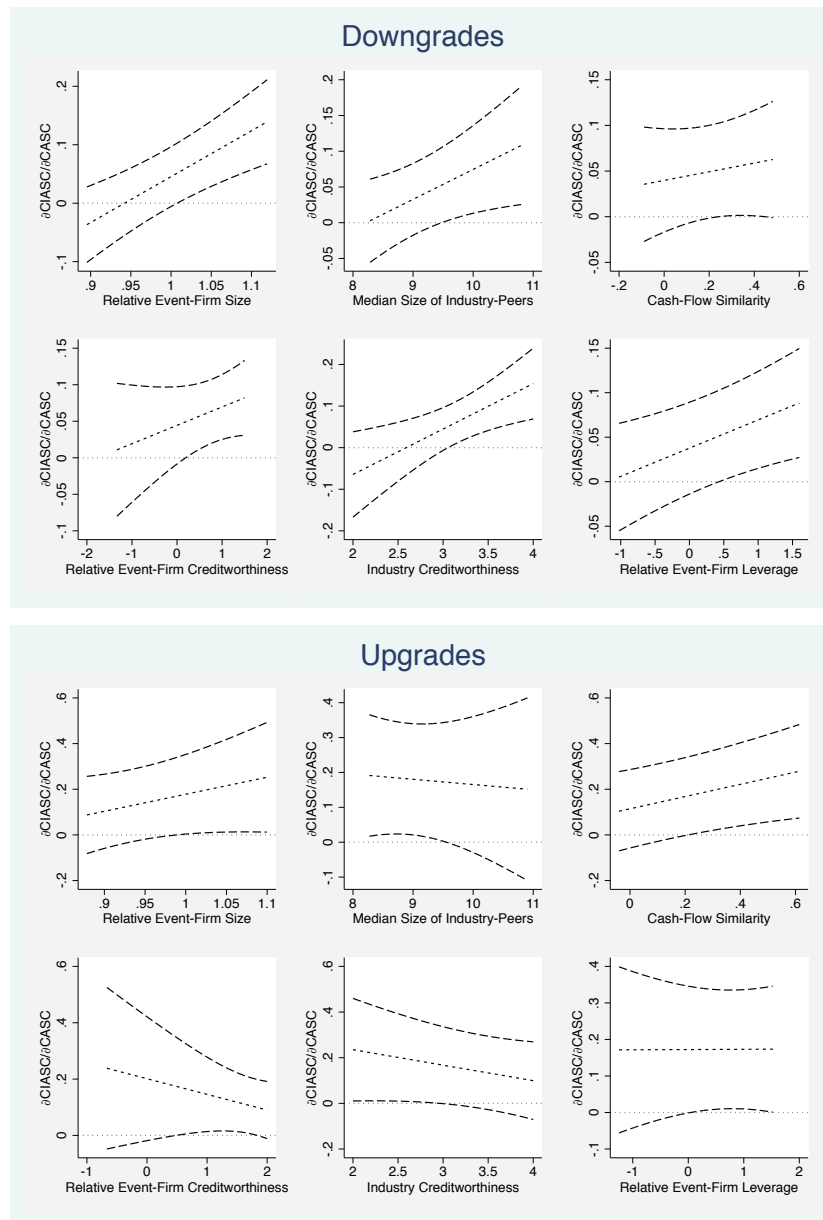 Downgrades
∂CIASC/∂CASC
-.1 0 .1 .2
.9 .95 1 1.05 1.1
Relative Event-Firm Size
∂CIASC/∂CASC
-.05 0 .05 .1 .15 .2
8 9 10 11
Median Size of Industry-Peers
∂CIASC/∂CASC
-.05 0 .05 .1 .15
-.2 0 .2 .4 .6
Cash-Flow Similarity
∂CIASC/∂CASC
-.1 -.05 0 .05 .1 .15
-2 -1 0 1 2
Relative Event-Firm Creditworthiness
∂CIASC/∂CASC
-.2 -.1 0 .1 .2
2 2.5 3 3.5 4
Industry Creditworthiness
∂CIASC/∂CASC
-.05 0 .05 .1 .15
-1 -.5 0 .5 1 1.5
Relative Event-Firm Leverage
Upgrades
∂CIASC/∂CASC
-.2 0 .2 .4 .6
.9 .95 1 1.05 1.1
Relative Event-Firm Size
∂CIASC/∂CASC
-.1 0 .1 .2 .3 .4
8 9 10 11
Median Size of Industry-Peers
∂CIASC/∂CASC
-.2 0 .2 .4 .6
0 .2 .4 .6
Cash-Flow Similarity
∂CIASC/∂CASC
0 .2 .4 .6
-1 0 1 2
Relative Event-Firm Creditworthiness
∂CIASC/∂CASC
-.2 0 .2 .4 .6
2 2.5 3 3.5 4
Industry Creditworthiness
∂CIASC/∂CASC
-.1 0 .1 .2 .3 .4
-1 0 1 2
Relative Event-Firm Leverage